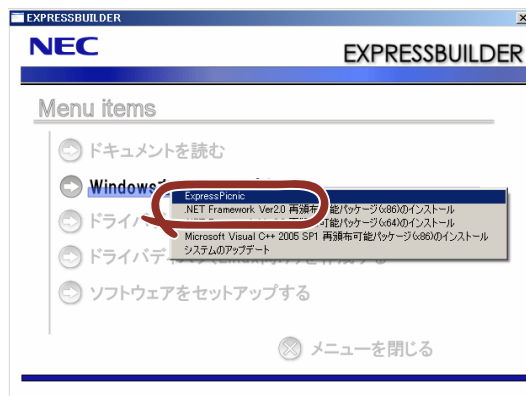 EXPRESSBUILDER
NEC
EXPRESSBUILDER
Menu items
ドキュメントを読む
Windows
ExpressPicnic
.NET Framework Ver2.0 再頒布可能パッケージ(x86)のインストール
可能パッケージ(x64)のインストール
Microsoft Visual C++ 2005 SP1 再頒布可能パッケージ(x86)のインストール
システムのアップデート
ドライバ
ドライバデ
ソフトウェアをセットアップする
メニューを閉じる